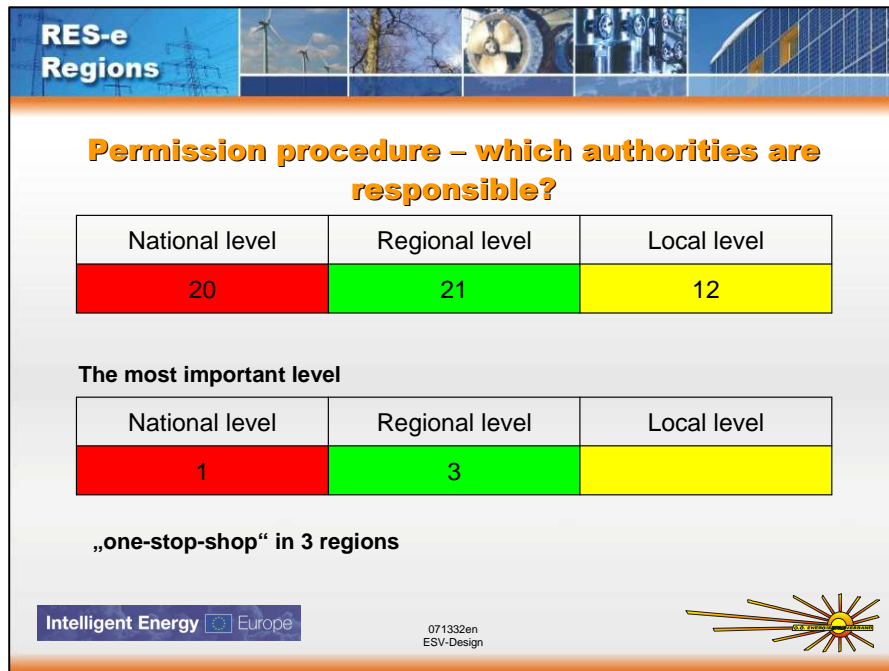 RES-e
Regions
Permission procedure – which authorities are
responsible?
National level Regional level Local level
20 21 12
The most important level
National level Regional level Local level
1 3
„one-stop-shop“ in 3 regions
Intelligent Energy Europe
071332en
ESV-Design